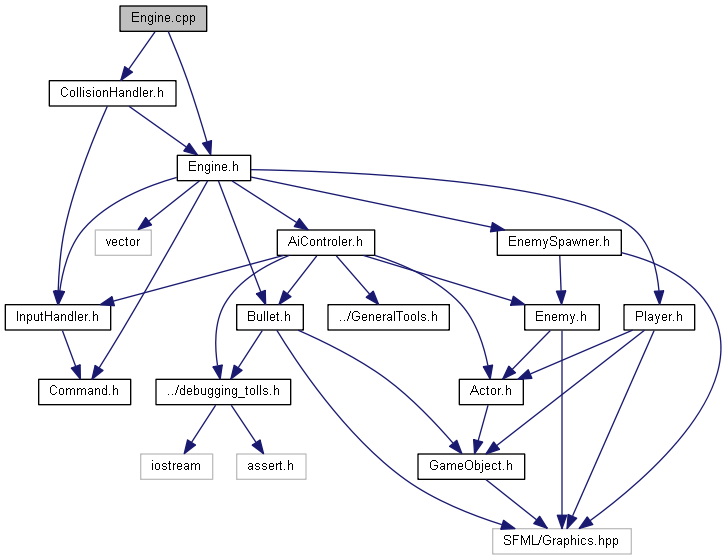 Engine.cpp
CollisionHandler.h
Engine.h
vector
AiControler.h
EnemySpawner.h
InputHandler.h
Bullet.h
../GeneralTools.h
Enemy.h
Player.h
Command.h
../debugging_tolls.h
Actor.h
iostream
assert.h
GameObject.h
SFML/Graphics.hpp